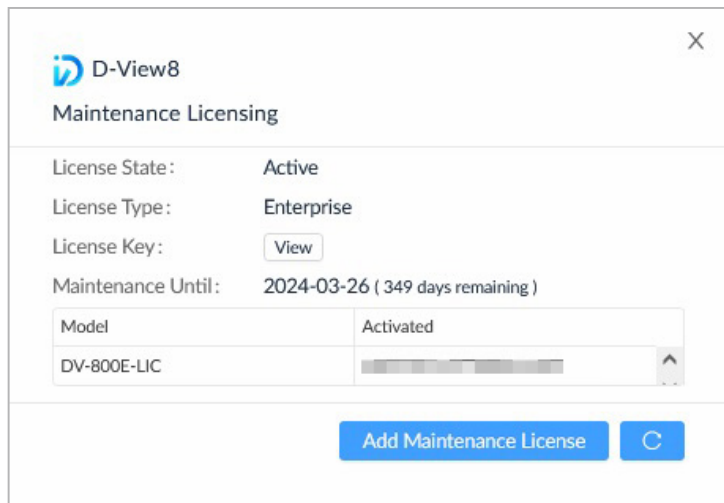 D-View8
Maintenance Licensing
License State: Active
License Type: Enterprise
License Key: View
Maintenance Until: 2024-03-26 ( 349 days remaining )
Model Activated
DV-800E-LIC
Add Maintenance License